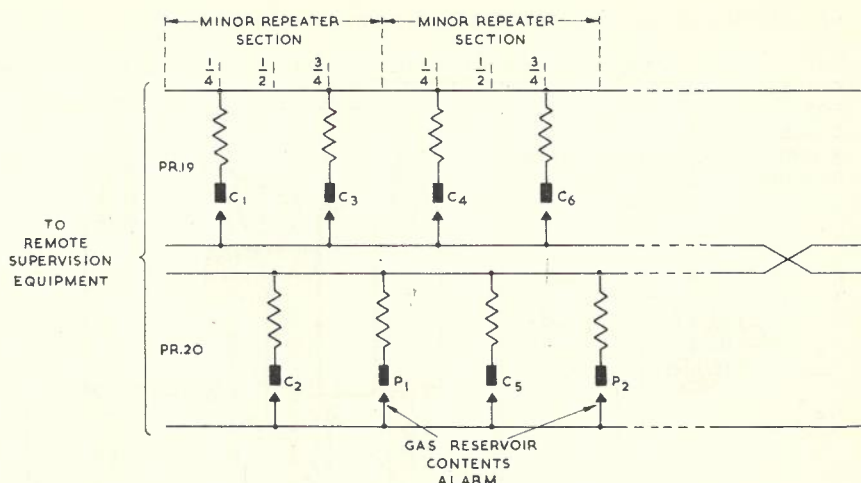 MINOR REPEATER SECTION
MINOR REPEATER SECTION
1/4 1/2 3/4 1/4 1/2 3/4
PR.19
C1 C3 C4 C6
TO
REMOTE
SUPERVISION
EQUIPMENT
PR.20
C2 P1 C5 P2
GAS RESERVOIR
CONTENTS
ALARM